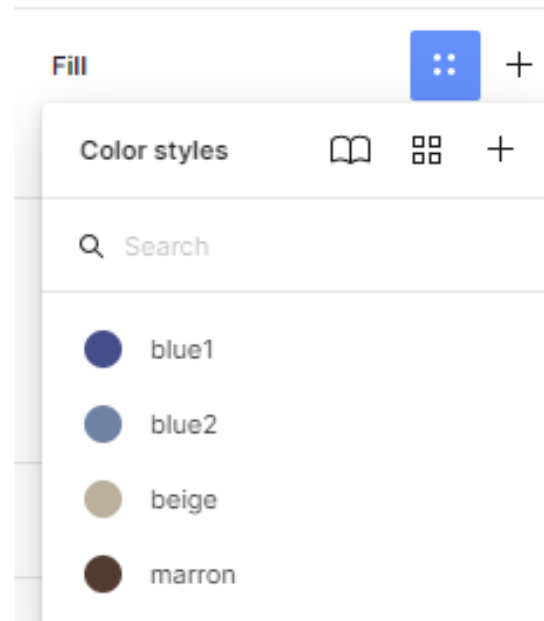 Fill
Color styles
Search
blue1
blue2
beige
marron